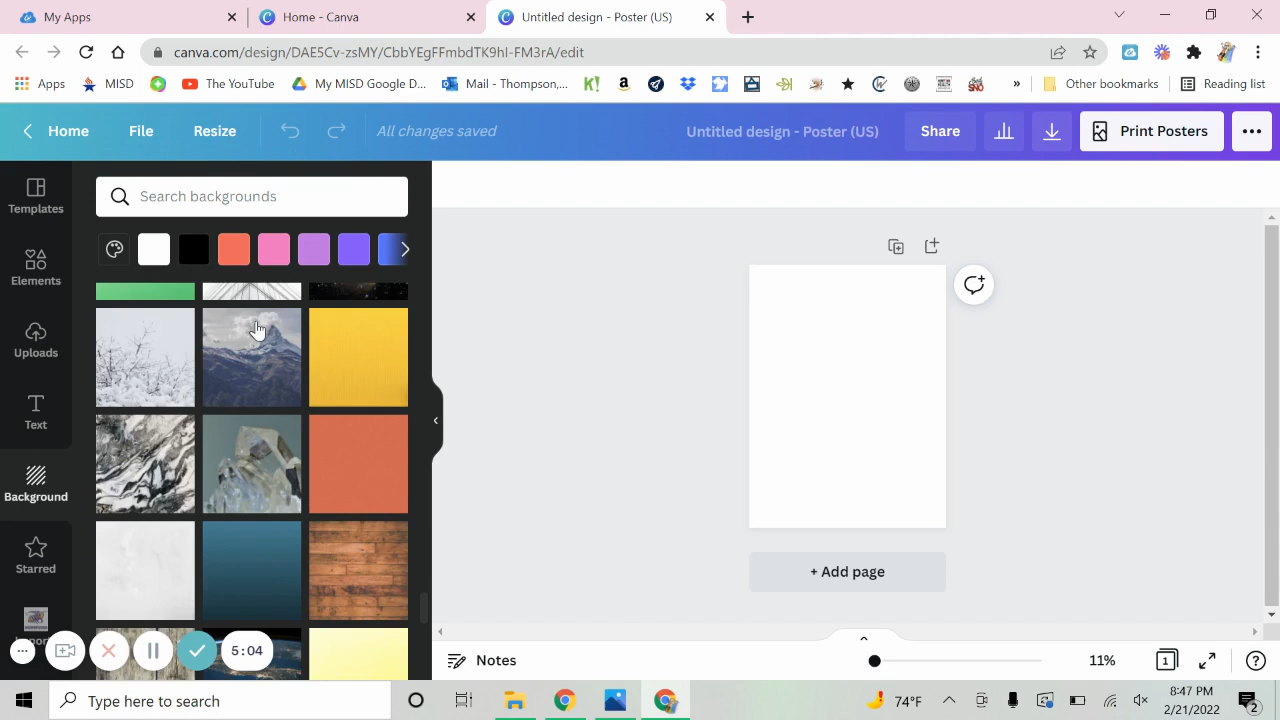 My Apps
Home - Canva
Untitled design - Poster (US)
canva.com/design/DAE5Cv-zsMY/CbbYEgFFmbdTK9hI-FM3rA/edit
Apps
MISD
The YouTube
My MISD Google D...
Mail - Thompson,...
K!
Other bookmarks
Reading list
Home
File
Resize
All changes saved
Untitled design - Poster (US)
Share
Print Posters
Templates
Elements
Uploads
Text
Background
Starred
Search backgrounds
+ Add page
5:04
Notes
11%
1
Type here to search
74°F
8:47 PM
2/21/2022
2